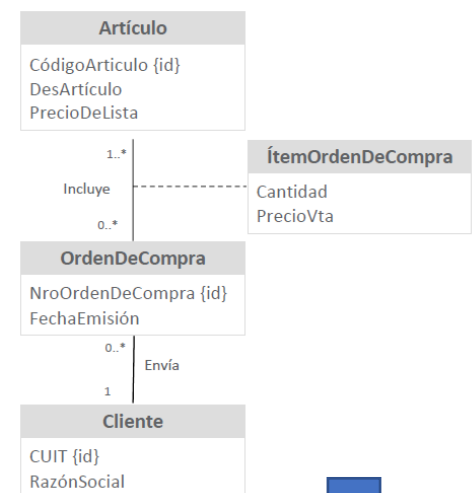 Artículo
CódigoArticulo {id}
DesArtículo
PrecioDeLista
1..*
Incluye
0..*
ÍtemOrdenDeCompra
Cantidad
PrecioVta
OrdenDeCompra
NroOrdenDeCompra {id}
FechaEmisión
0..*
Envía
1
Cliente
CUIT {id}
RazónSocial